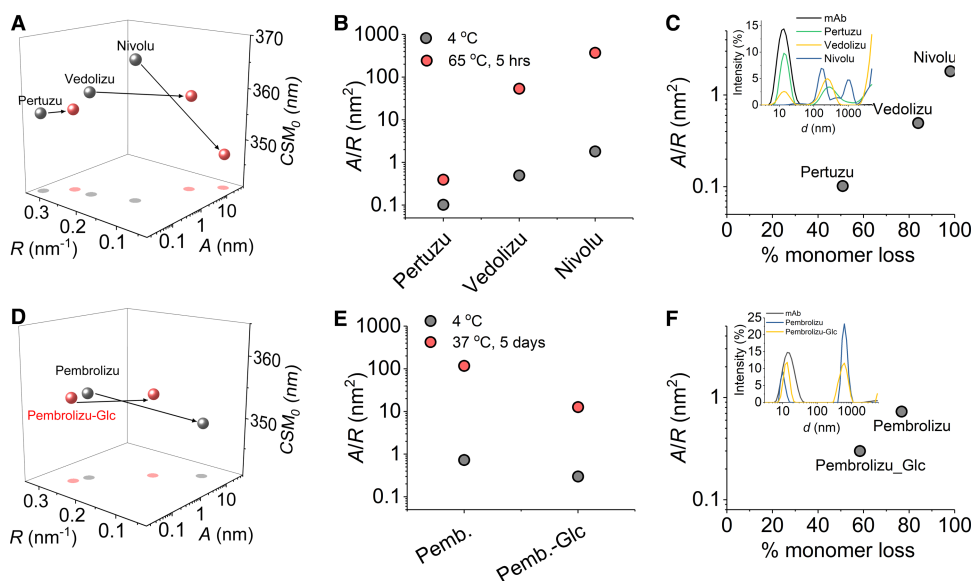 A
Nivolu
Vedolizu
Pertuzu
370
360
350
CSM0 (nm)
0.3
0.2
0.1
R (nm-1)
0.1
1
10
A (nm)
B
4 oC
65 oC, 5 hrs
1000
100
10
1
0.1
A/R (nm2)
Pertuzu
Vedolizu
Nivolu
C
mAb
Pertuzu
Vedolizu
Nivolu
15
10
5
0
Intensity (%)
10 100 1000
d (nm)
Nivolu
Vedolizu
Pertuzu
1
0.1
A/R (nm2)
0 20 40 60 80 100
% monomer loss
D
Pembrolizu
Pembrolizu-Glc
360
350
CSM0 (nm)
0.3
0.2
0.1
R (nm-1)
0.1
1
10
A (nm)
E
4 oC
37 oC, 5 days
1000
100
10
1
0.1
A/R (nm2)
Pemb.
Pemb.-Glc
F
mAb
Pembrolizu
Pembrolizu-Glc
25
20
15
10
5
0
Intensity (%)
10 100 1000
d (nm)
Pembrolizu
Pembrolizu_Glc
1
0.1
A/R (nm2)
0 20 40 60 80 100
% monomer loss